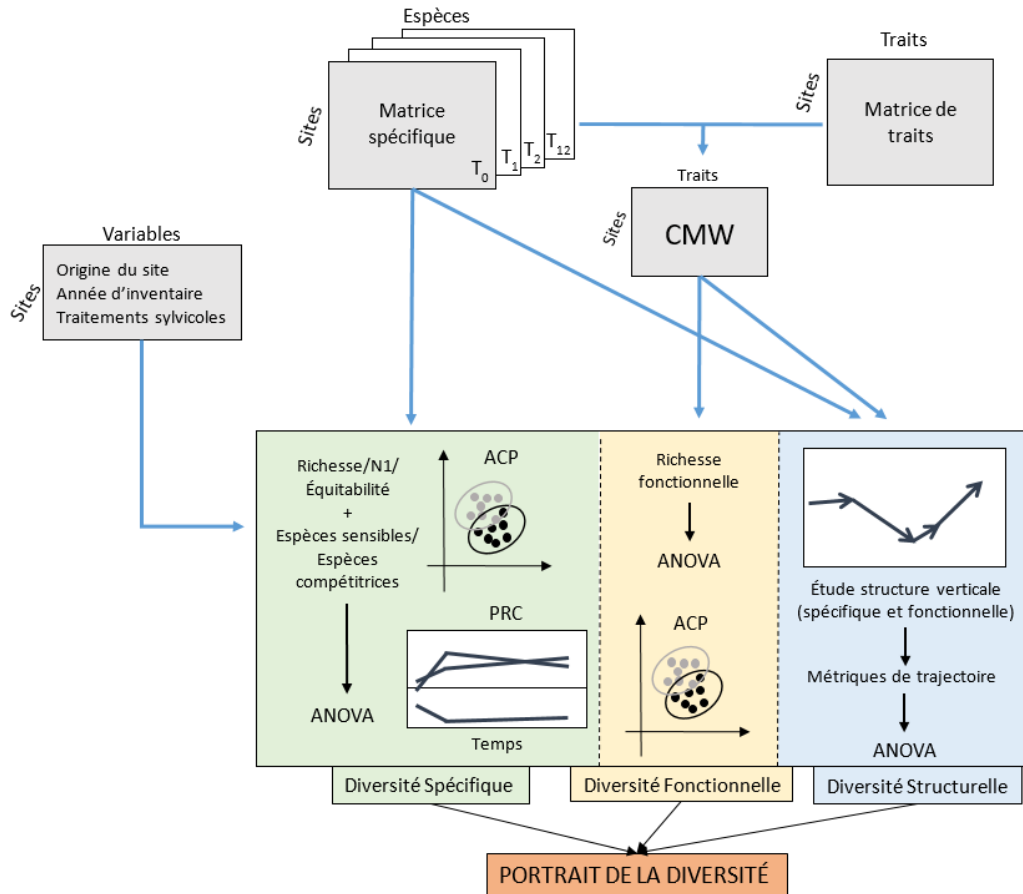 Espèces
Sites
Matrice
spécifique
T0
T1
T2
T12
Traits
Sites
Matrice de
traits
Traits
Sites
CMW
Variables
Sites
Origine du site
Année d'inventaire
Traitements sylvicoles
Richesse/N1/
Équitabilité
+
Espèces sensibles/
Espèces
compétitrices
ANOVA
ACP
PRC
Temps
Richesse
fonctionnelle
ANOVA
ACP
Étude structure verticale
(spécifique et fonctionnelle)
Métriques de trajectoire
ANOVA
Diversité Spécifique
Diversité Fonctionnelle
Diversité Structurelle
PORTRAIT DE LA DIVERSITÉ